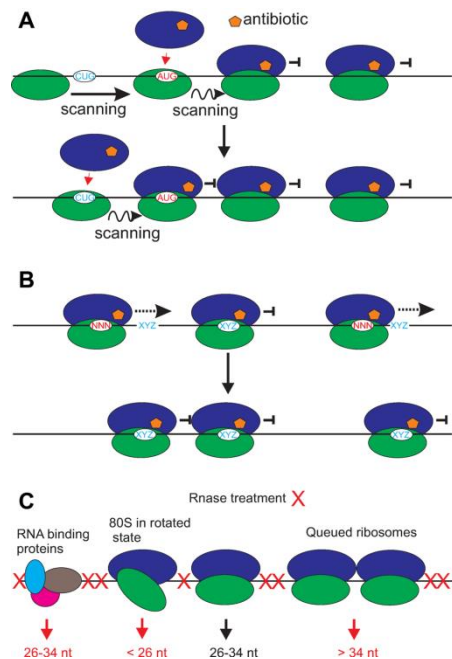 A
antibiotic
CUG
AUG
scanning
scanning
CUG
AUG
scanning
B
NNN
XYZ
XYZ
NNN
XYZ
XYZ
XYZ
XYZ
C
Rnase treatment X
RNA binding
proteins
80S in rotated
state
Queued ribosomes
26-34 nt
< 26 nt
26-34 nt
> 34 nt